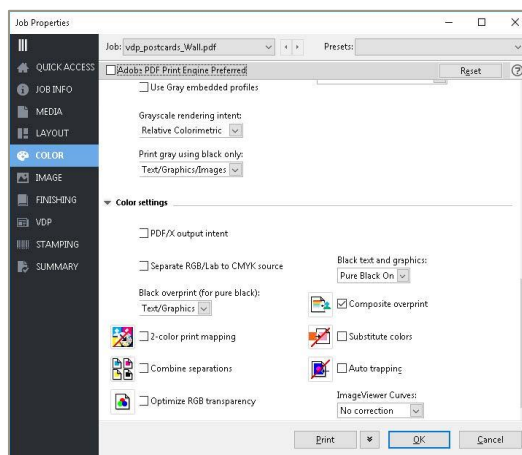 Job Properties
Job: vdp_postcards_Wall.pdf
Presets:
Adobe PDF Print Engine Preferred
Reset
QUICK ACCESS
JOB INFO
MEDIA
LAYOUT
COLOR
IMAGE
FINISHING
VDP
STAMPING
SUMMARY
Use Gray embedded profiles
Grayscale rendering intent:
Relative Colorimetric
Print gray using black only:
Text/Graphics/Images
Color settings
PDF/X output intent
Separate RGB/Lab to CMYK source
Black text and graphics:
Pure Black On
Black overprint (for pure black):
Text/Graphics
Composite overprint
2-color print mapping
Substitute colors
Combine separations
Auto trapping
Optimize RGB transparency
ImageViewer Curves:
No correction
Print
OK
Cancel